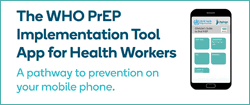 The WHO PrEP
Implementation Tool
App for Health Workers
A pathway to prevention on
your mobile phone.